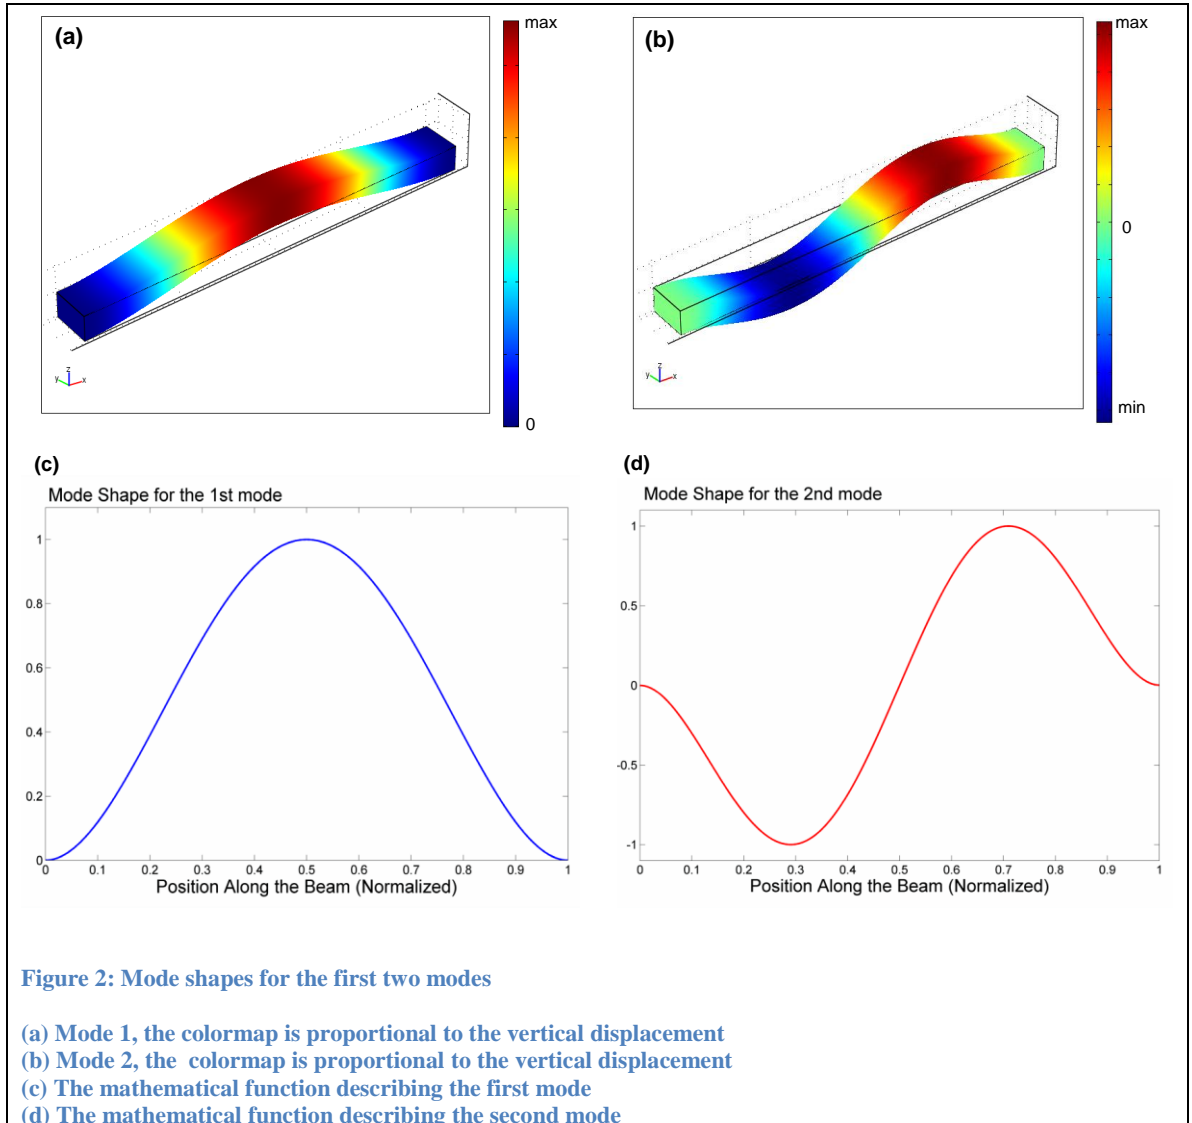 (a)
max
0
z
y
x
(b)
max
0
min
z
y
x
(c)
Mode Shape for the 1st mode
1
0.8
0.6
0.4
0.2
0
0 0.1 0.2 0.3 0.4 0.5 0.6 0.7 0.8 0.9 1
Position Along the Beam (Normalized)
(d)
Mode Shape for the 2nd mode
1
0.5
0
-0.5
-1
0 0.1 0.2 0.3 0.4 0.5 0.6 0.7 0.8 0.9 1
Position Along the Beam (Normalized)
Figure 2: Mode shapes for the first two modes
(a) Mode 1, the colormap is proportional to the vertical displacement
(b) Mode 2, the colormap is proportional to the vertical displacement
(c) The mathematical function describing the first mode
(d) The mathematical function describing the second mode